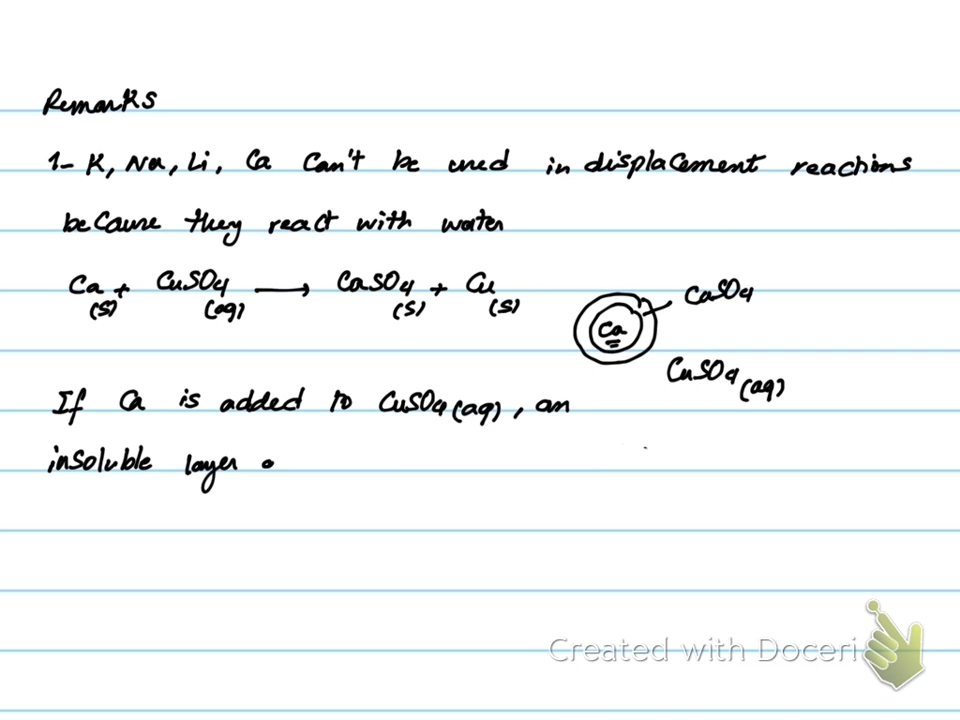 Remarks
1- K, Na, Li, Ca Can't be used in displacement reactions
because they react with water
Ca(s) + CuSO4(aq) → CaSO4(s) + Cu(s)
Ca
CaSO4
CuSO4(aq)
If Ca is added to CuSO4(aq), an
insoluble layer o
Created with Doceri